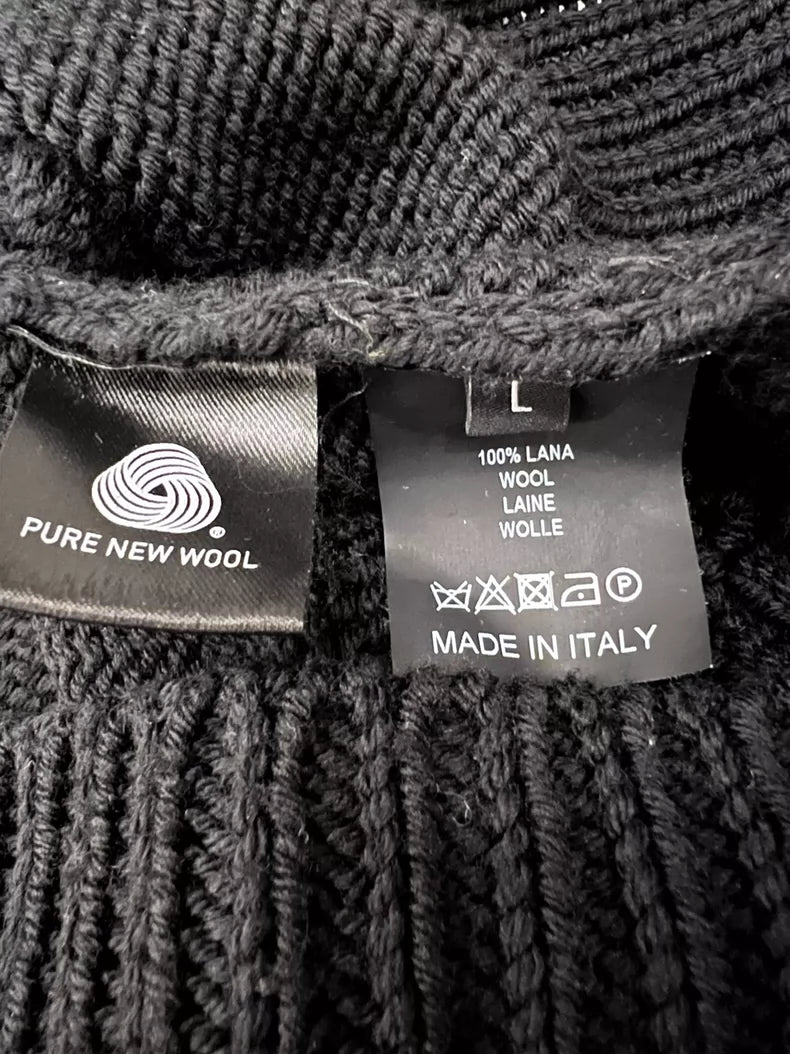 PURE NEW WOOL
L
100% LANA
WOOL
LAINE
WOLLE
P
MADE IN ITALY